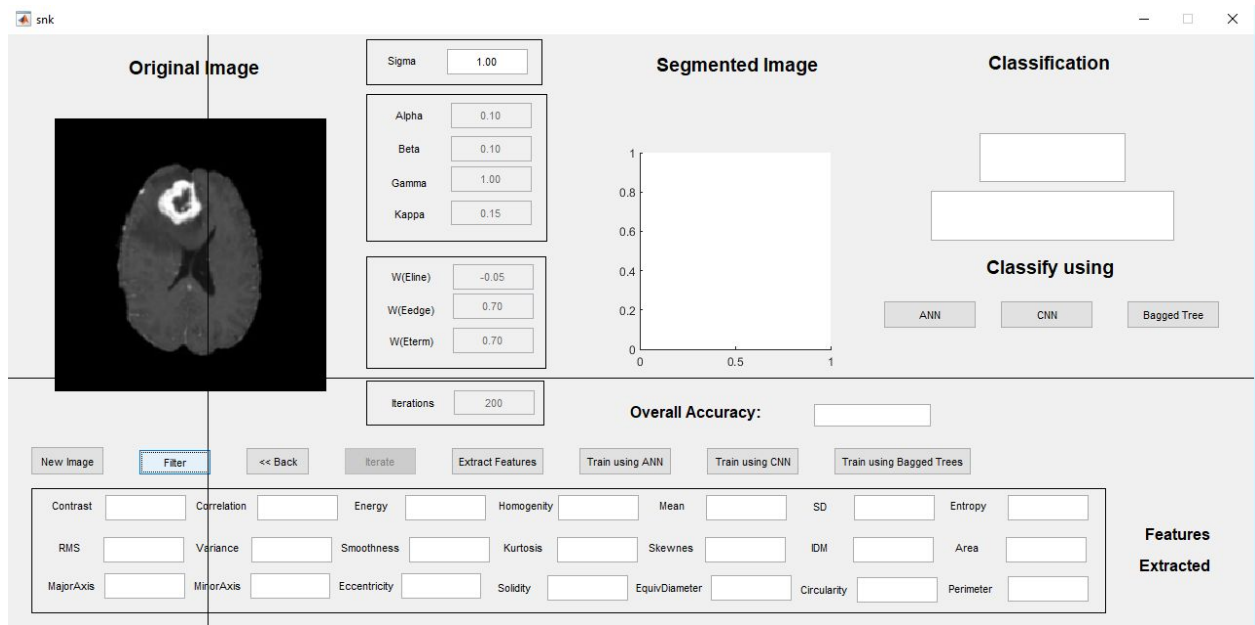 snk
Original Image
Sigma 1.00
Segmented Image
Classification
Alpha 0.10
Beta 0.10
Gamma 1.00
Kappa 0.15
1
0.8
0.6
0.4
0.2
0
0 0.5 1
W(Eline) -0.05
W(Eedge) 0.70
W(Eterm) 0.70
Classify using
ANN CNN Bagged Tree
Iterations 200
Overall Accuracy:
New Image Filter << Back Iterate Extract Features Train using ANN Train using CNN Train using Bagged Trees
Contrast Correlation Energy Homogenity Mean SD Entropy
RMS Variance Smoothness Kurtosis Skewnes IDM Area
MajorAxis MinorAxis Eccentricity Solidity EquivDiameter Circularity Perimeter
Features
Extracted